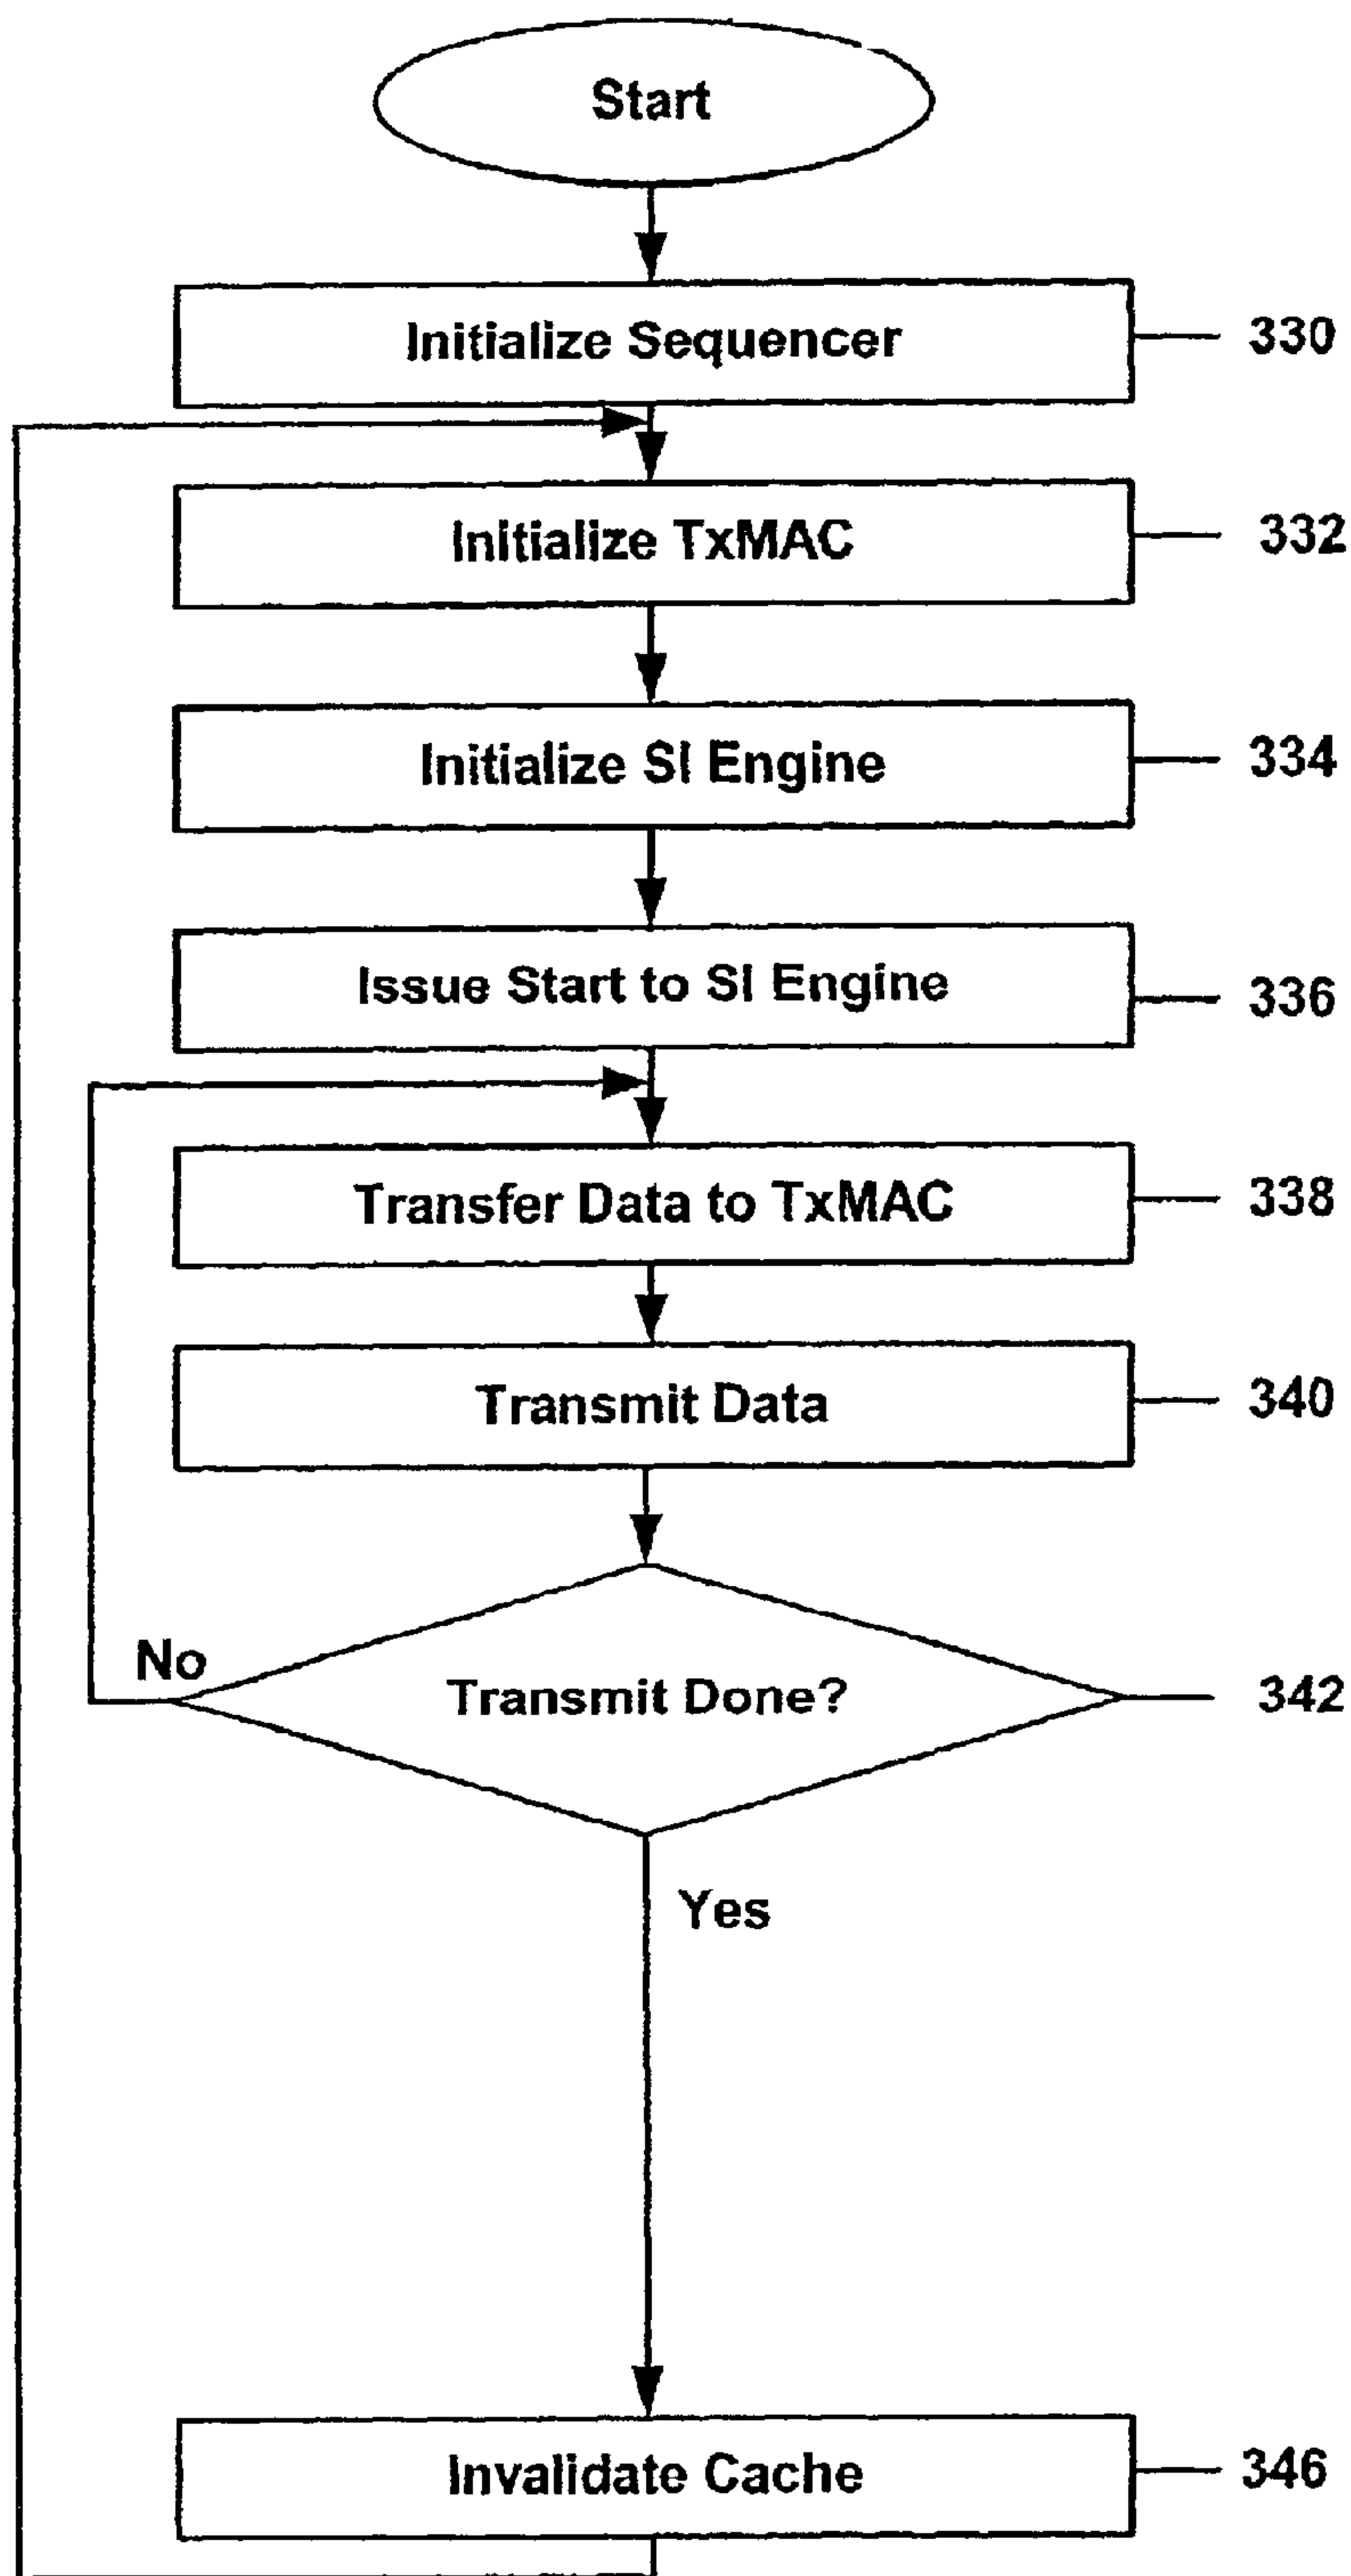 Start
Initialize Sequencer
330
Initialize TxMAC
332
Initialize SI Engine
334
Issue Start to SI Engine
336
Transfer Data to TxMAC
338
Transmit Data
340
No
Transmit Done?
342
Yes
Invalidate Cache
346